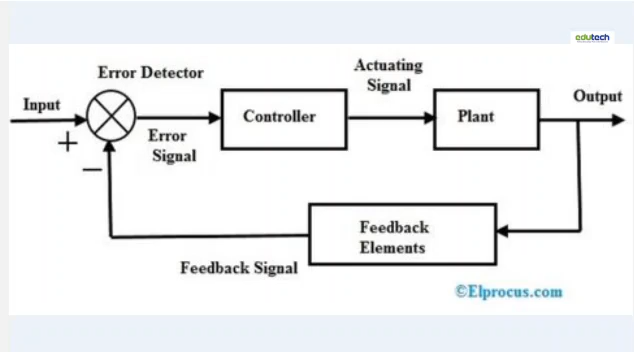 edutech
Error Detector
Actuating
Signal
Input
Output
Controller
Plant
+
Error
Signal
−
Feedback
Elements
Feedback Signal
©Elprocus.com